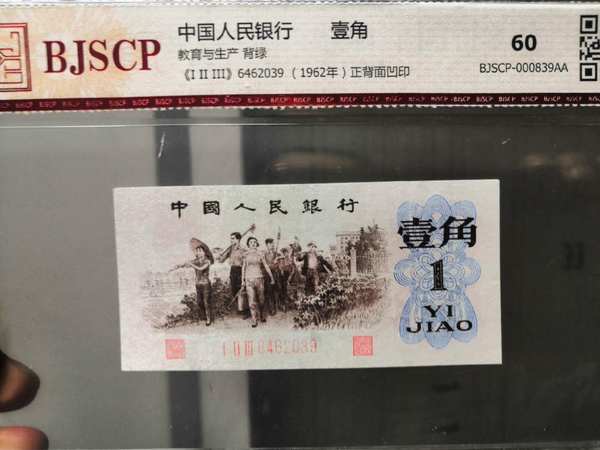 BJSCP
中国人民银行 壹角
教育与生产 背绿
《I II III》6462039 （1962年）正背面凹印
60
BJSCP-000839AA
中國人民銀行
壹角
1
YI
JIAO
I II III 6462039